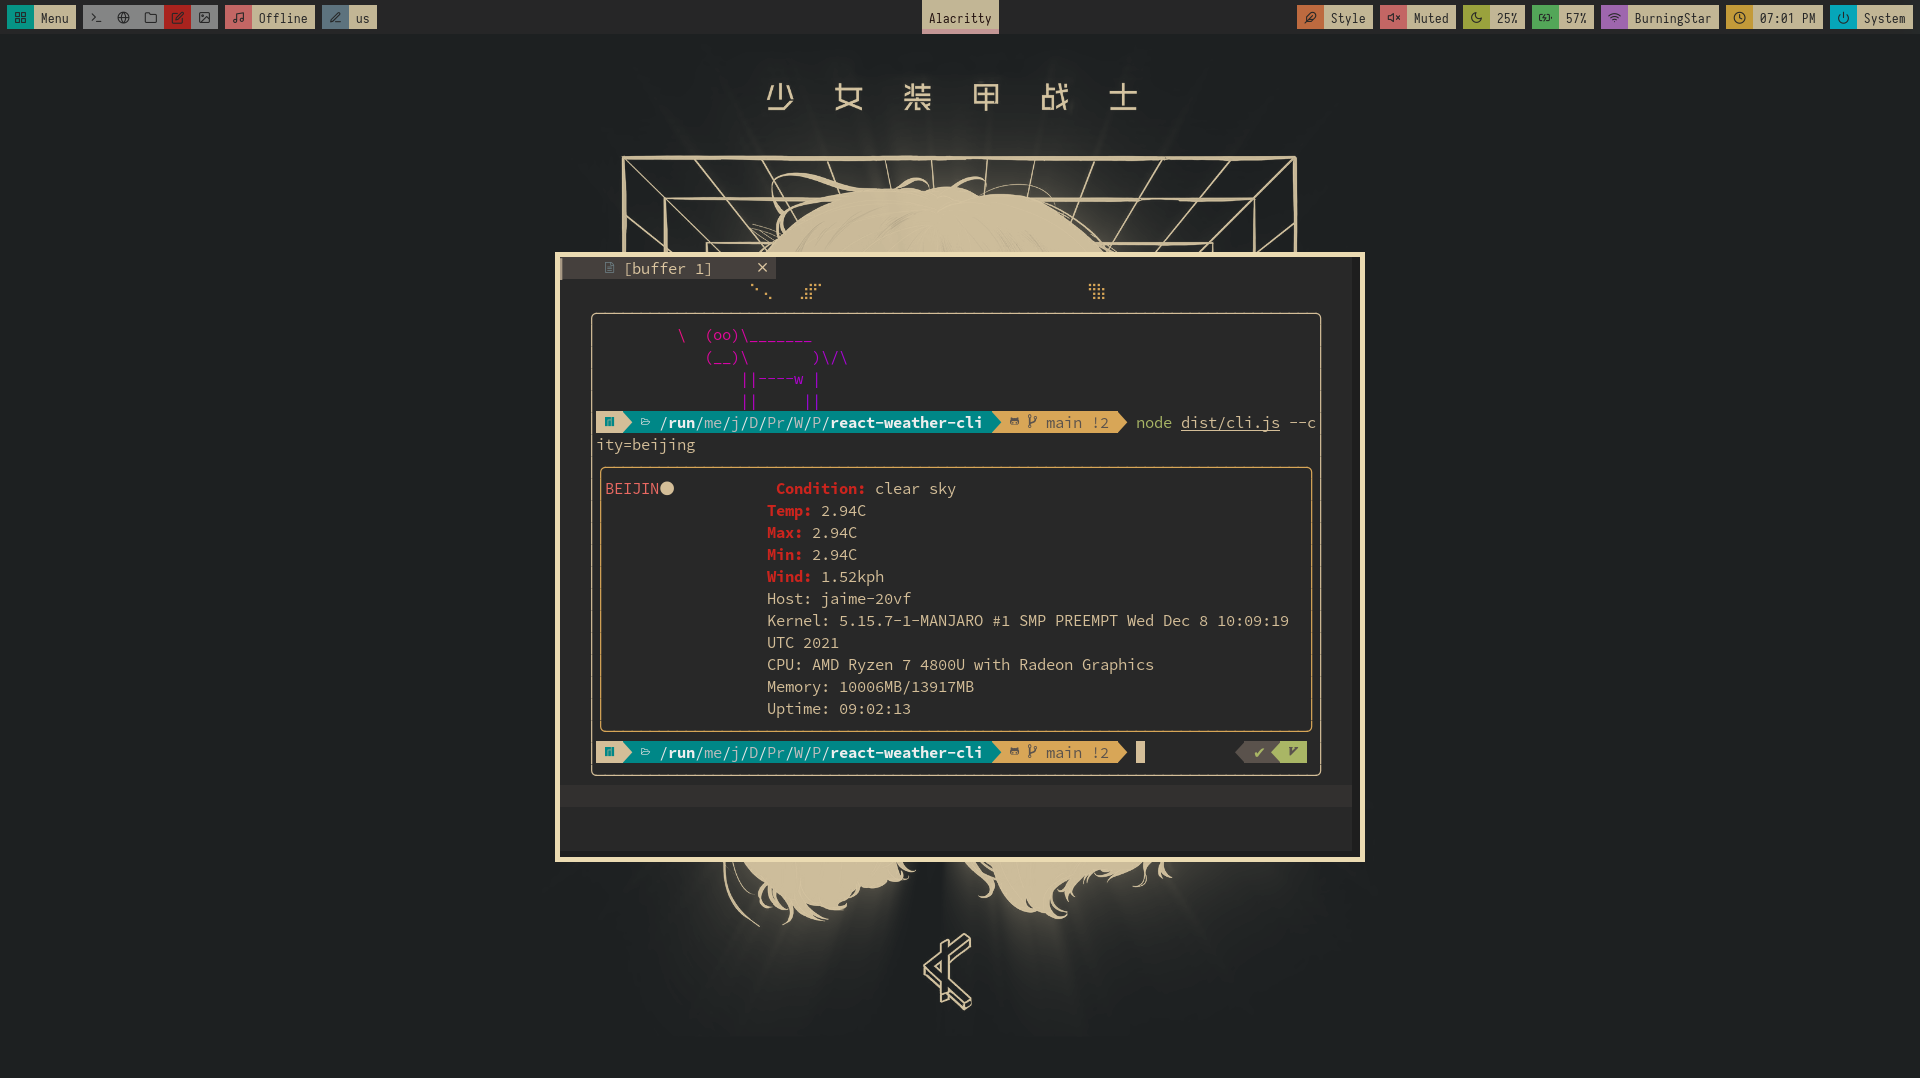 Menu Offline us Alacritty Style Muted 25% 57% BurningStar 07:01 PM System
少女装甲战士
[buffer 1] ×
\  (oo)\_______
(__)\       )\/\
||----w |
||     ||
/run/me/j/D/Pr/W/P/react-weather-cli main !2 node dist/cli.js --c
ity=beijing
BEIJIN● Condition: clear sky
Temp: 2.94C
Max: 2.94C
Min: 2.94C
Wind: 1.52kph
Host: jaime-20vf
Kernel: 5.15.7-1-MANJARO #1 SMP PREEMPT Wed Dec 8 10:09:19
UTC 2021
CPU: AMD Ryzen 7 4800U with Radeon Graphics
Memory: 10006MB/13917MB
Uptime: 09:02:13
/run/me/j/D/Pr/W/P/react-weather-cli main !2 ✔ V